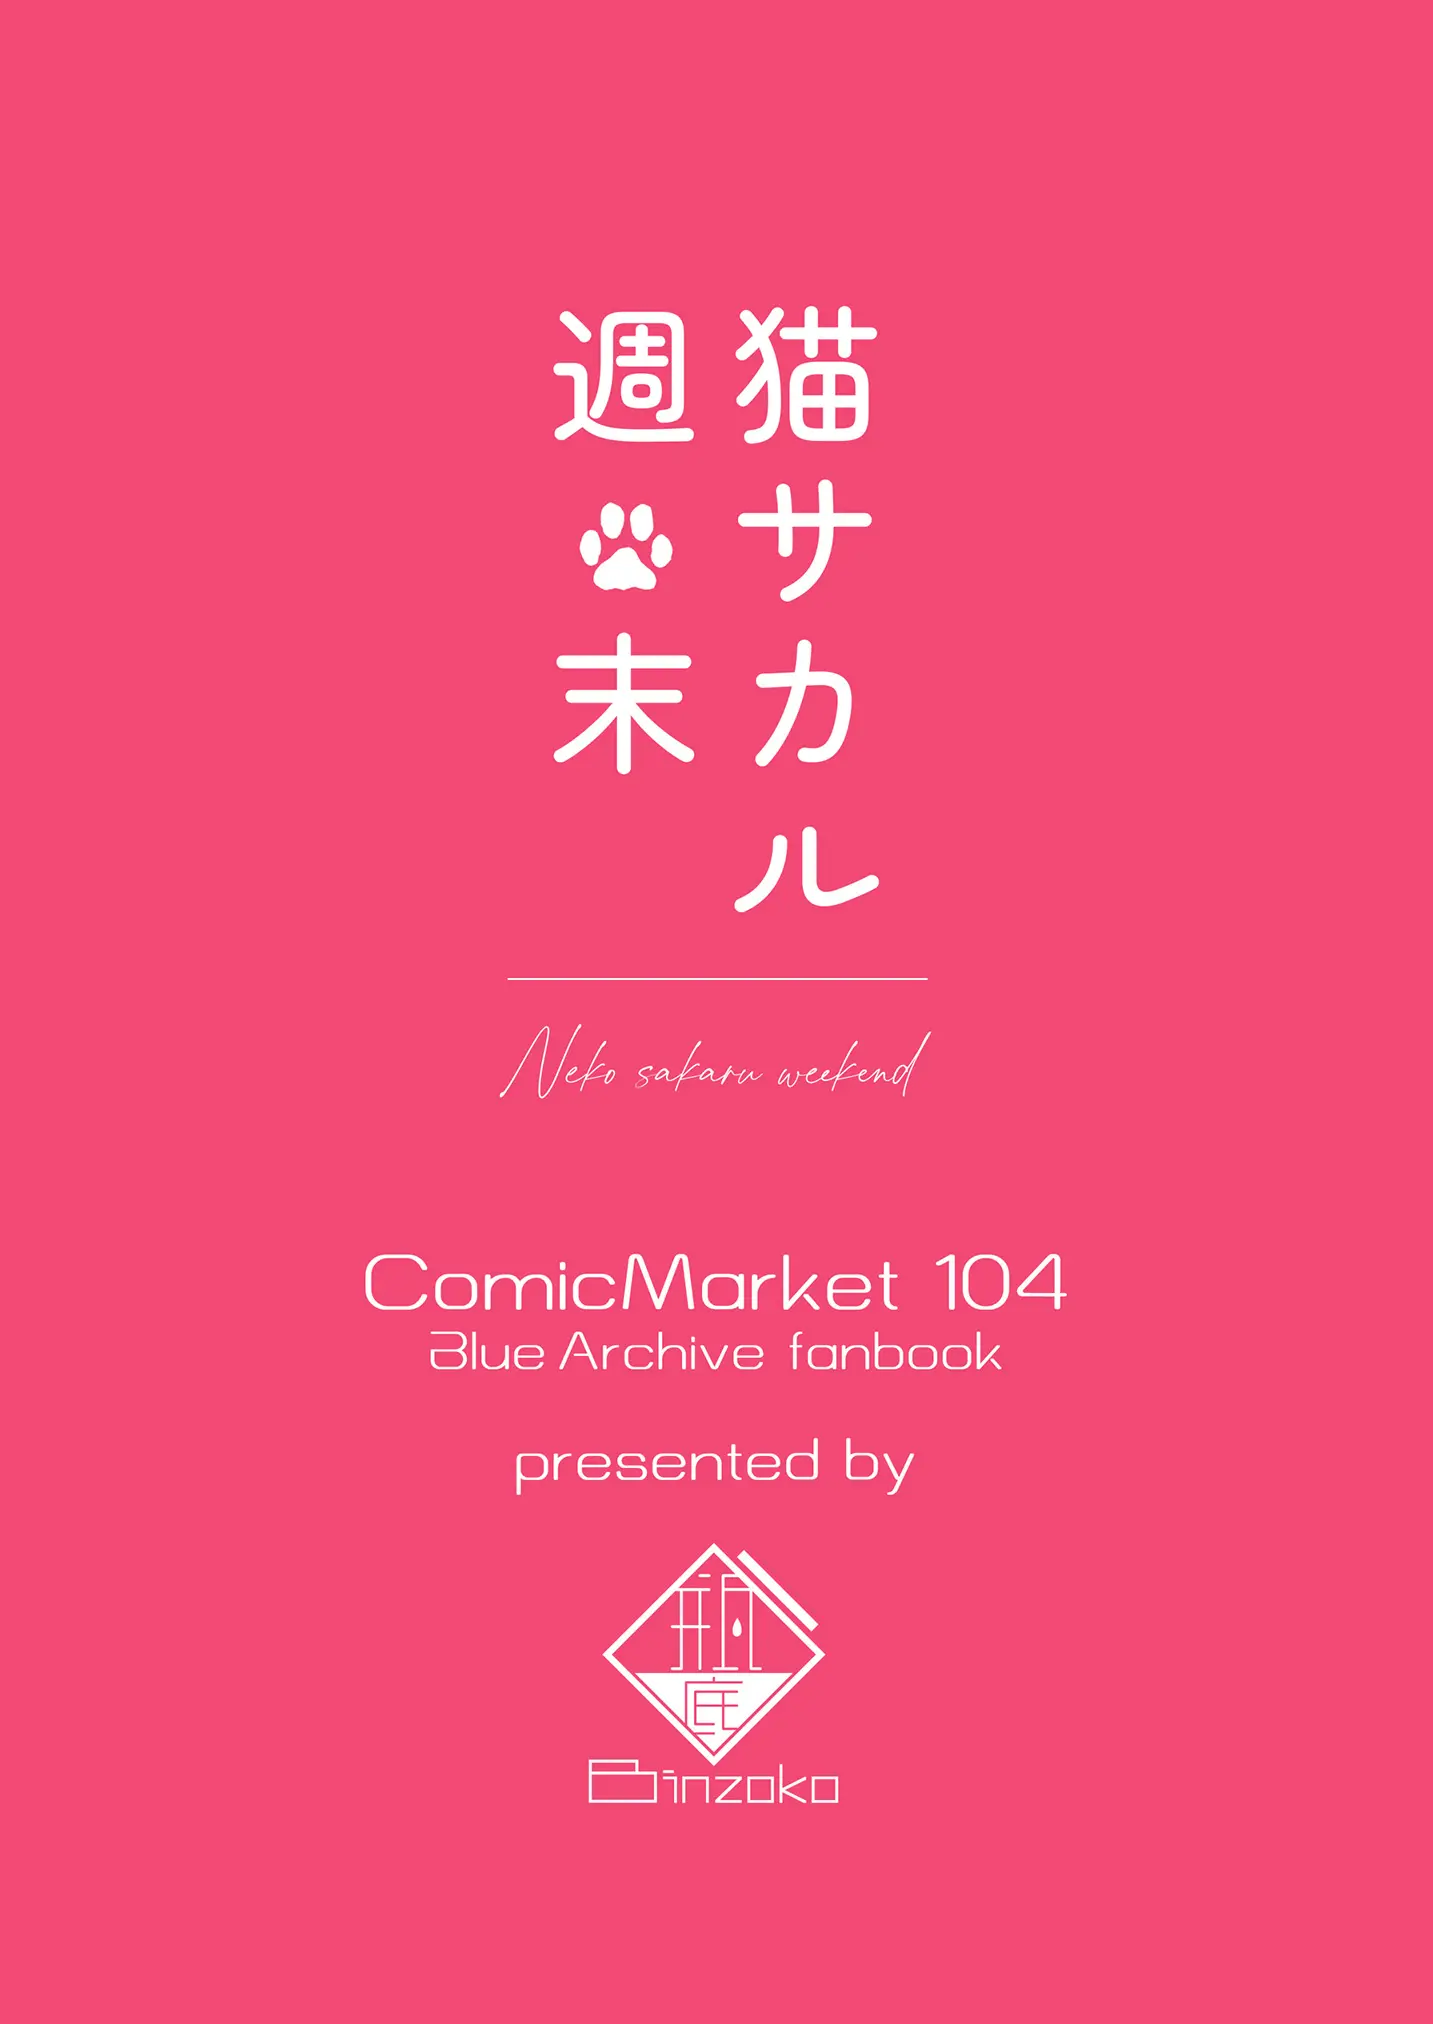 猫サカル
週末
Neko sakaru weekend
ComicMarket 104
Blue Archive fanbook
presented by
瓶底
Binzoko